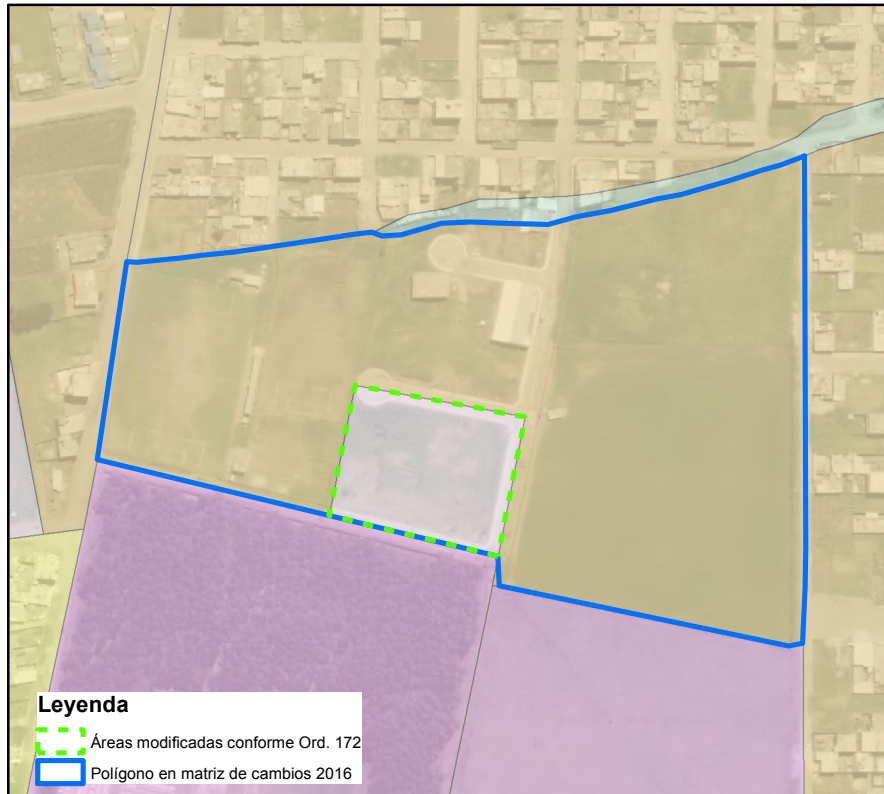 Leyenda
Áreas modificadas conforme Ord. 172
Polígono en matriz de cambios 2016